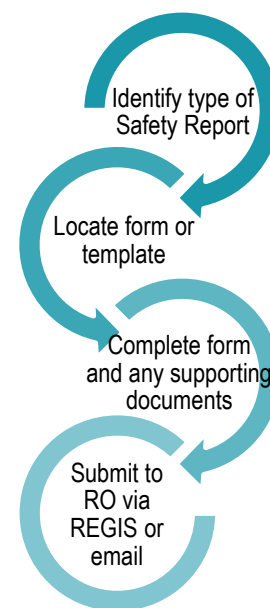 Identify type of
Safety Report
Locate form or
template
Complete form
and any supporting
documents
Submit to
RO via
REGIS or
email